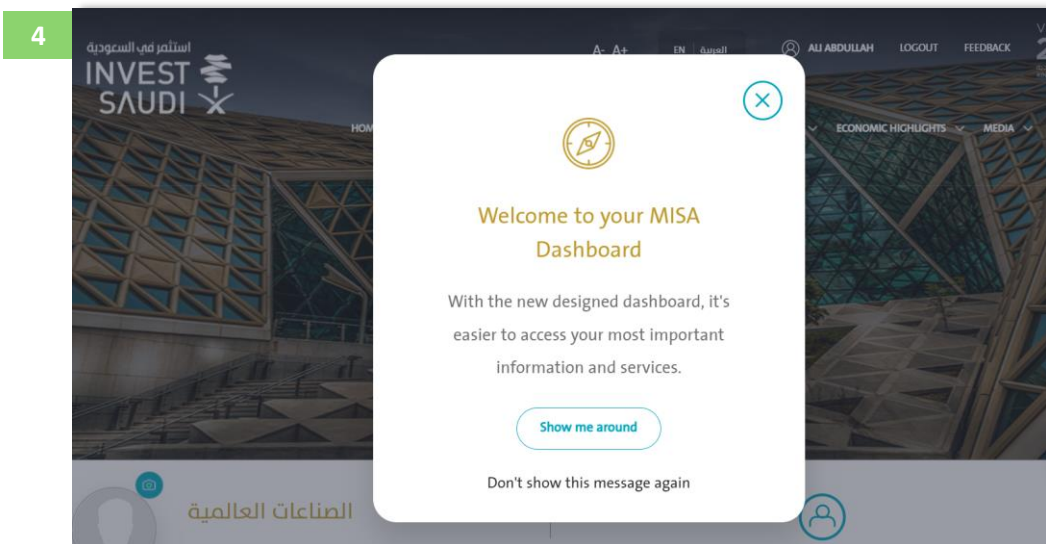 4
استثمر في السعودية
INVEST
SAUDI
A- A+ EN العربية ALI ABDULLAH LOGOUT FEEDBACK
ECONOMIC HIGHLIGHTS MEDIA
Welcome to your MISA
Dashboard
With the new designed dashboard, it's
easier to access your most important
information and services.
Show me around
Don't show this message again
الصناعات العالمية